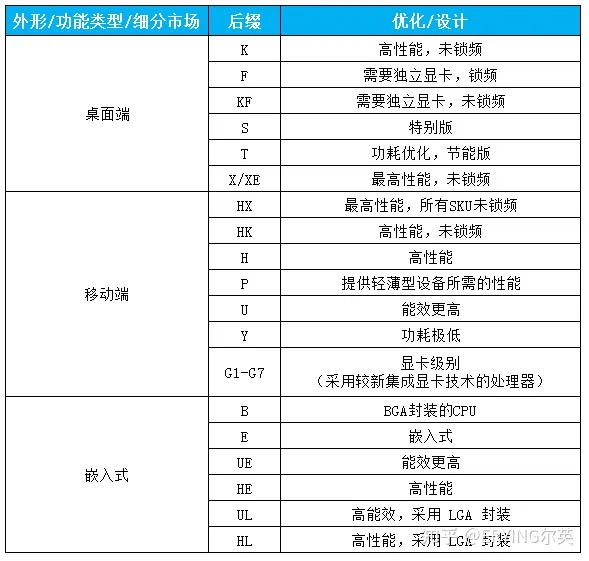 外形/功能类型/细分市场 后缀 优化/设计
桌面端
K 高性能，未锁频
F 需要独立显卡，锁频
KF 需要独立显卡，未锁频
S 特别版
T 功耗优化，节能版
X/XE 最高性能，未锁频
移动端
HX 最高性能，所有SKU未锁频
HK 高性能，未锁频
H 高性能
P 提供轻薄型设备所需的性能
U 能效更高
Y 功耗极低
G1-G7 显卡级别
（采用较新集成显卡技术的处理器）
嵌入式
B BGA封装的CPU
E 嵌入式
UE 能效更高
HE 高性能
UL 高能效，采用 LGA 封装
HL 高性能，采用 LGA 封装
知乎 @ERYING尔英